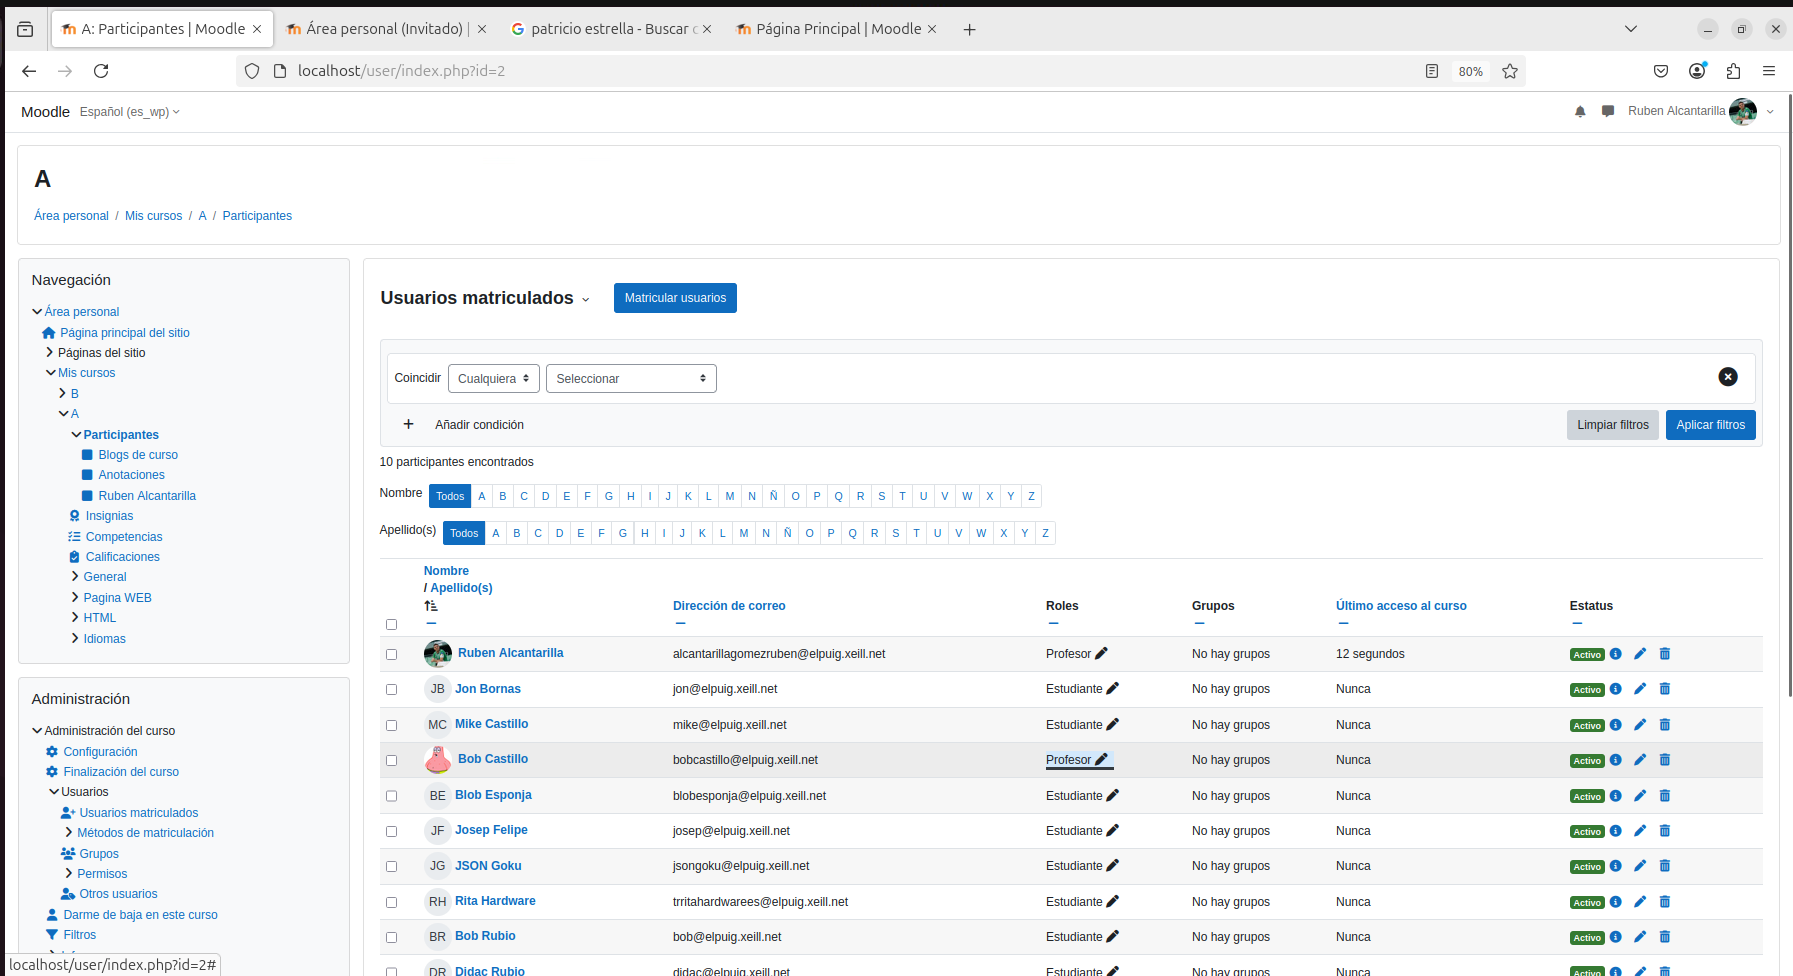 A: Participantes | Moodle
Área personal (Invitado) |
patricio estrella - Buscar c
Página Principal | Moodle
localhost/user/index.php?id=2
80%
Moodle
Español (es_wp)
Ruben Alcantarilla
A
Área personal / Mis cursos / A / Participantes
Navegación
Área personal
Página principal del sitio
Páginas del sitio
Mis cursos
B
A
Participantes
Blogs de curso
Anotaciones
Ruben Alcantarilla
Insignias
Competencias
Calificaciones
General
Pagina WEB
HTML
Idiomas
Administración
Administración del curso
Configuración
Finalización del curso
Usuarios
Usuarios matriculados
Métodos de matriculación
Grupos
Permisos
Otros usuarios
Darme de baja en este curso
Filtros
localhost/user/index.php?id=2#
Usuarios matriculados
Matricular usuarios
Coincidir Cualquiera Seleccionar
Añadir condición
Limpiar filtros Aplicar filtros
10 participantes encontrados
Nombre Todos A B C D E F G H I J K L M N Ñ O P Q R S T U V W X Y Z
Apellido(s) Todos A B C D E F G H I J K L M N Ñ O P Q R S T U V W X Y Z
Nombre
/ Apellido(s)
Dirección de correo Roles Grupos Último acceso al curso Estatus
Ruben Alcantarilla alcantarillagomezruben@elpuig.xeill.net Profesor No hay grupos 12 segundos Activo
JB Jon Bornas jon@elpuig.xeill.net Estudiante No hay grupos Nunca Activo
MC Mike Castillo mike@elpuig.xeill.net Estudiante No hay grupos Nunca Activo
Bob Castillo bobcastillo@elpuig.xeill.net Profesor No hay grupos Nunca Activo
BE Blob Esponja blobesponja@elpuig.xeill.net Estudiante No hay grupos Nunca Activo
JF Josep Felipe josep@elpuig.xeill.net Estudiante No hay grupos Nunca Activo
JG JSON Goku jsongoku@elpuig.xeill.net Estudiante No hay grupos Nunca Activo
RH Rita Hardware trritahardwarees@elpuig.xeill.net Estudiante No hay grupos Nunca Activo
BR Bob Rubio bob@elpuig.xeill.net Estudiante No hay grupos Nunca Activo
DR Didac Rubio didac@elpuig.xeill.net Estudiante No hay grupos Nunca Activo